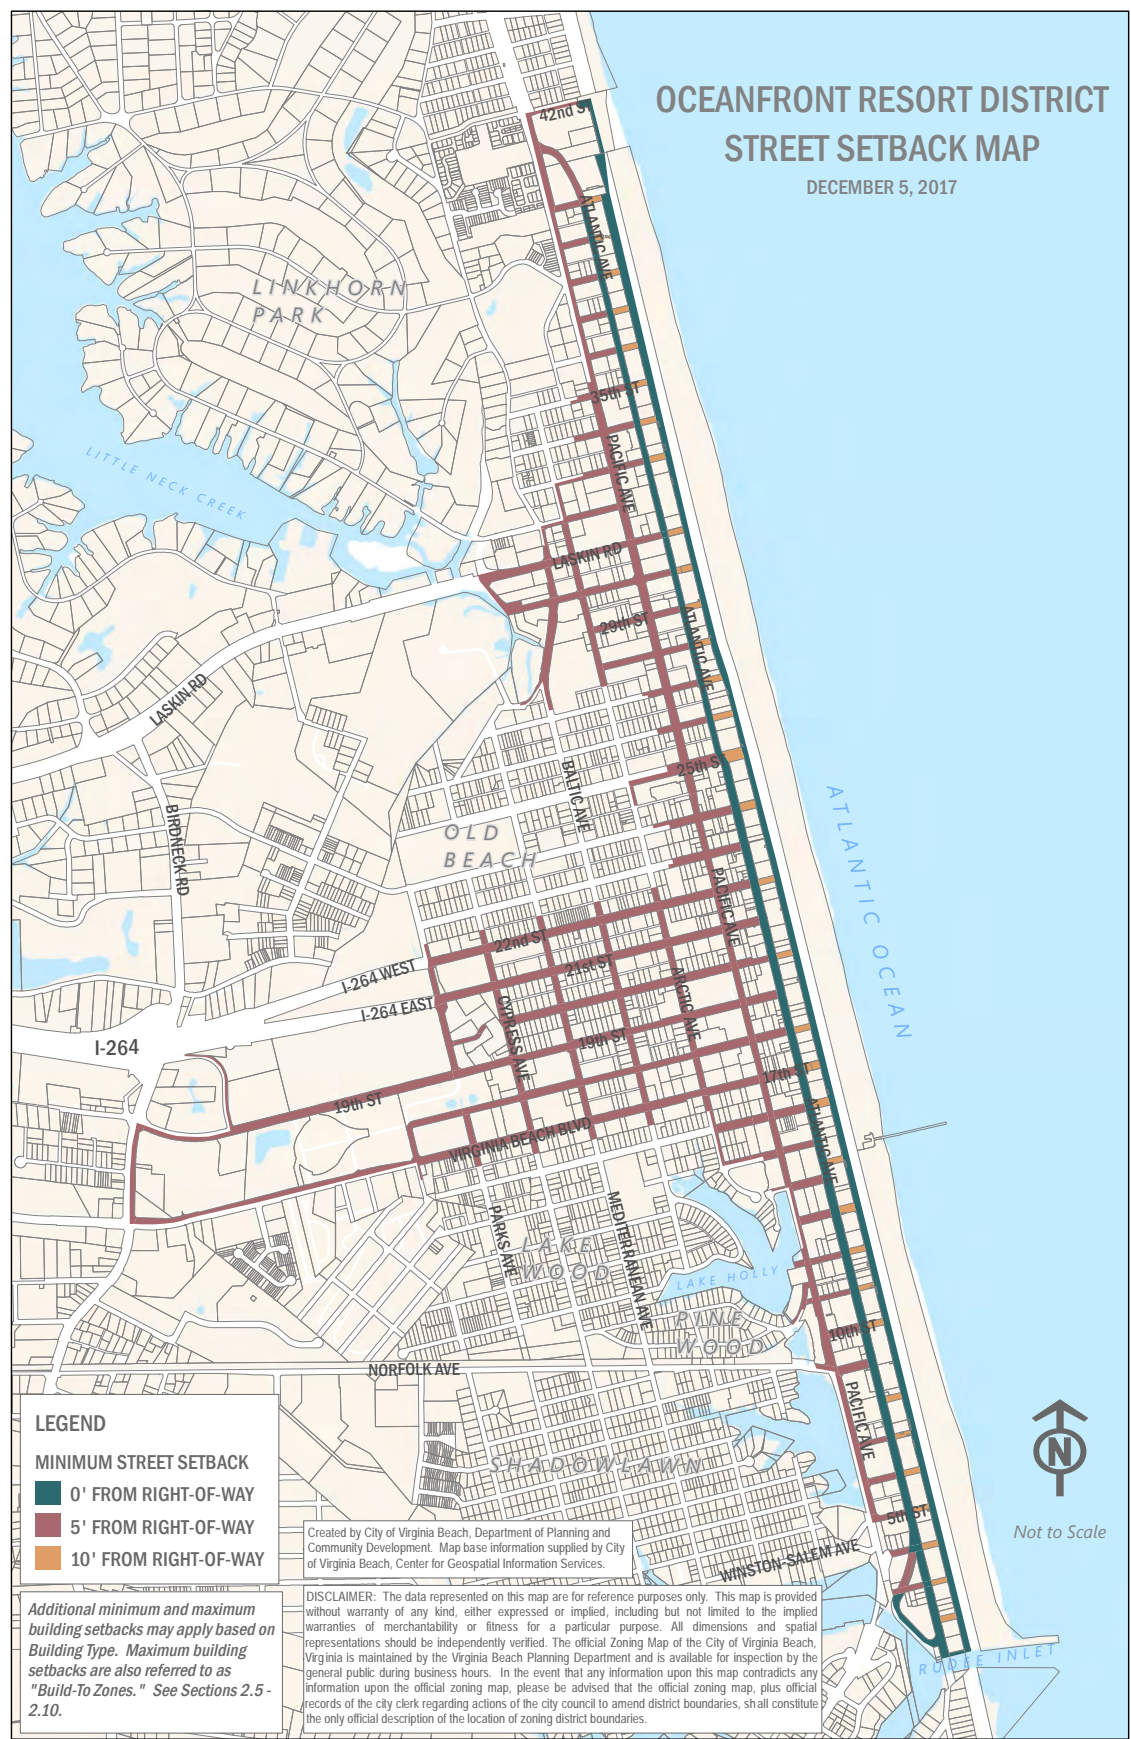 OCEANFRONT RESORT DISTRICT
STREET SETBACK MAP
DECEMBER 5, 2017
42nd ST
ATLANTIC AVE
LINKHORN
PARK
35th ST
PACIFIC AVE
LITTLE NECK CREEK
LASKIN RD
29th ST
ATLANTIC AVE
LASKIN RD
25th ST
BALTIC AVE
ATLANTIC OCEAN
BIRDNECK RD
OLD
BEACH
PACIFIC AVE
22nd ST
21st ST
I-264 WEST
ARCTIC AVE
I-264 EAST
CYPRESS AVE
I-264
19th ST
17th ST
19th ST
ATLANTIC AVE
VIRGINIA BEACH BLVD
PARKS AVE
MEDITERRANEAN AVE
LAKE
WOOD
LAKE HOLLY
PINE
WOOD
10th ST
NORFOLK AVE
PACIFIC AVE
SHADOWLAWN
5th ST
WINSTON-SALEM AVE
RUDEE INLET
N
Not to Scale
LEGEND
MINIMUM STREET SETBACK
0' FROM RIGHT-OF-WAY
5' FROM RIGHT-OF-WAY
10' FROM RIGHT-OF-WAY
Additional minimum and maximum
building setbacks may apply based on
Building Type. Maximum building
setbacks are also referred to as
"Build-To Zones." See Sections 2.5 -
2.10.
Created by City of Virginia Beach, Department of Planning and
Community Development. Map base information supplied by City
of Virginia Beach, Center for Geospatial Information Services.
DISCLAIMER: The data represented on this map are for reference purposes only. This map is provided
without warranty of any kind, either expressed or implied, including but not limited to the implied
warranties of merchantability or fitness for a particular purpose. All dimensions and spatial
representations should be independently verified. The official Zoning Map of the City of Virginia Beach,
Virginia is maintained by the Virginia Beach Planning Department and is available for inspection by the
general public during business hours. In the event that any information upon this map contradicts any
information upon the official zoning map, please be advised that the official zoning map, plus official
records of the city clerk regarding actions of the city council to amend district boundaries, shall constitute
the only official description of the location of zoning district boundaries.